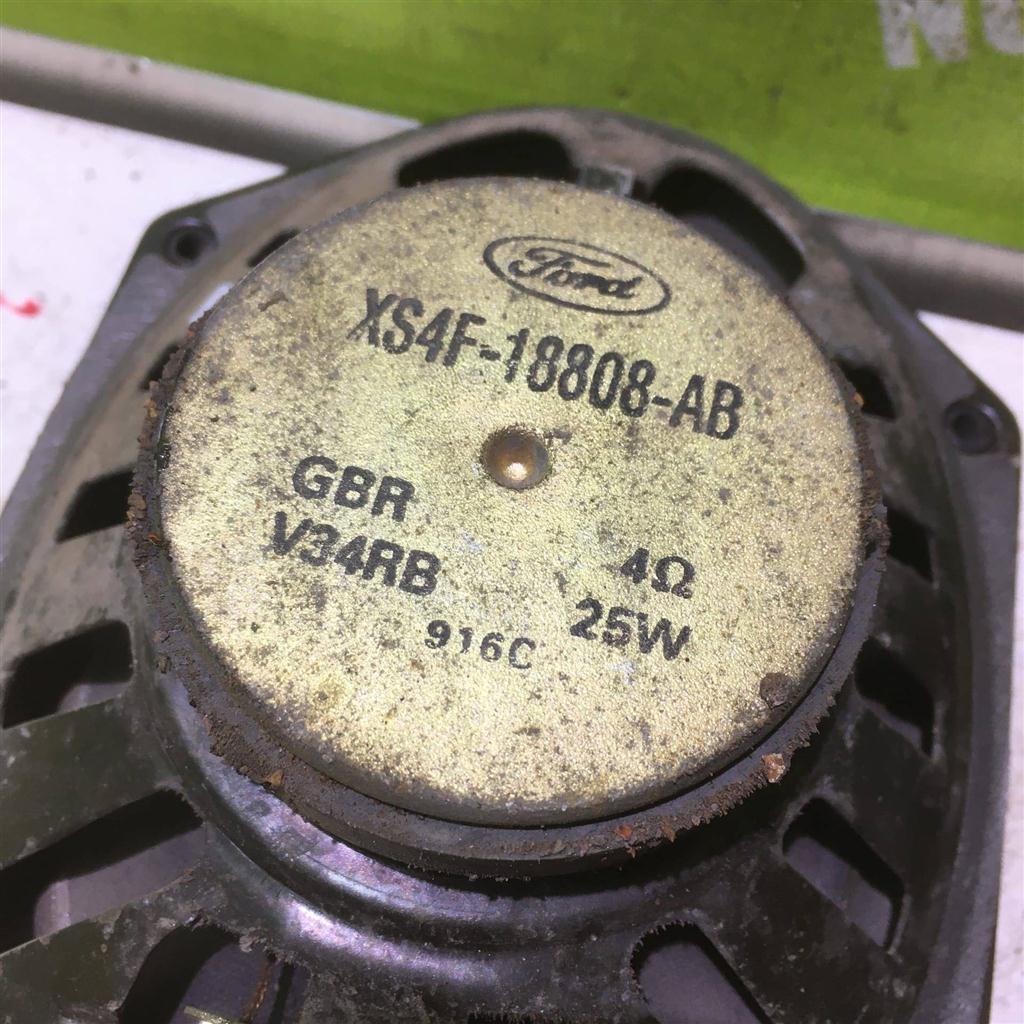 Ford
XS4F-18808-AB
GBR
V34RB
4Ω
916C
25W